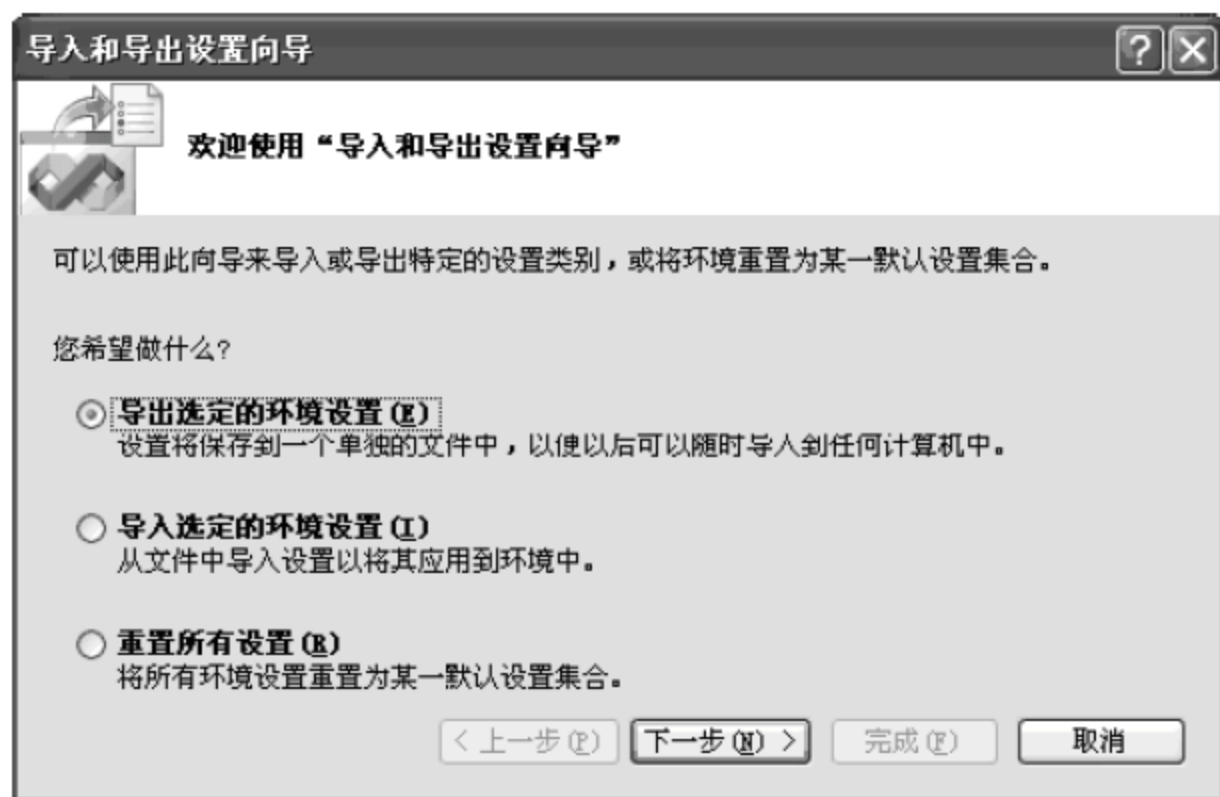 导入和导出设置向导
欢迎使用“导入和导出设置向导”
可以使用此向导来导入或导出特定的设置类别，或将环境重置为某一默认设置集合。
您希望做什么?
导出选定的环境设置(E)
设置将保存到一个单独的文件中，以便以后可以随时导入到任何计算机中。
导入选定的环境设置(I)
从文件中导入设置以将其应用到环境中。
重置所有设置(R)
将所有环境设置重置为某一默认设置集合。
< 上一步(P) 下一步(N) > 完成(F) 取消